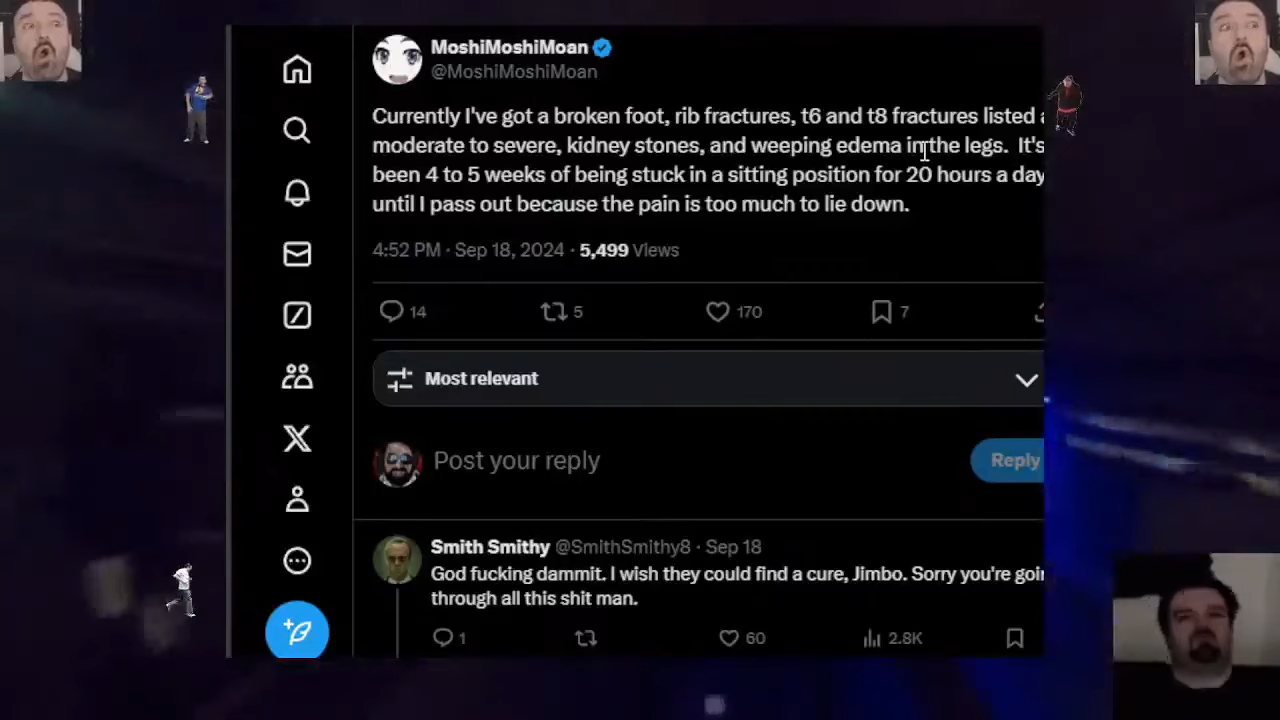 MoshiMoshiMoan
@MoshiMoshiMoan
Currently I've got a broken foot, rib fractures, t6 and t8 fractures listed
moderate to severe, kidney stones, and weeping edema in the legs. It's
been 4 to 5 weeks of being stuck in a sitting position for 20 hours a day
until I pass out because the pain is too much to lie down.
4:52 PM · Sep 18, 2024 · 5,499 Views
14 5 170 7
Most relevant
Post your reply
Reply
Smith Smithy @SmithSmithy8 · Sep 18
God fucking dammit. I wish they could find a cure, Jimbo. Sorry you're goi
through all this shit man.
1 60 2.8K